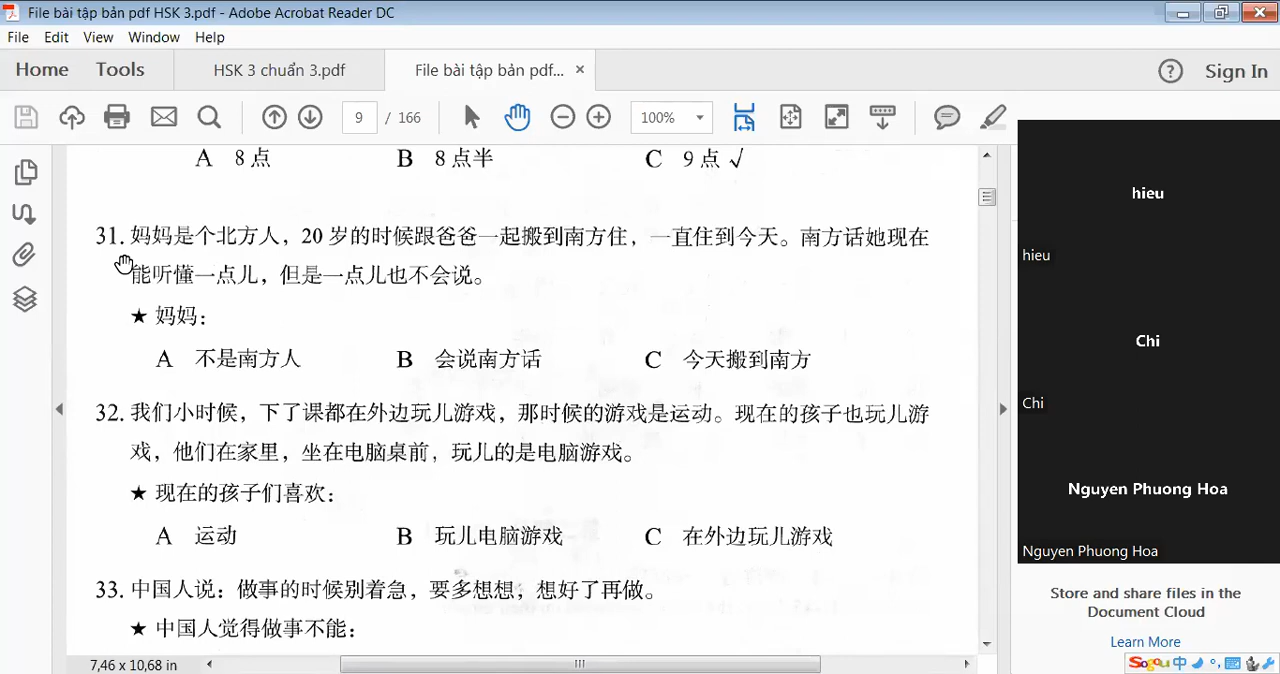 File bài tập bản pdf HSK 3.pdf - Adobe Acrobat Reader DC
File Edit View Window Help
Home Tools HSK 3 chuẩn 3.pdf File bài tập bản pdf... ×
Sign In
9 / 166 100%
A 8点 B 8点半 C 9点 √
31. 妈妈是个北方人，20 岁的时候跟爸爸一起搬到南方住，一直住到今天。南方话她现在
能听懂一点儿，但是一点儿也不会说。
★ 妈妈：
A 不是南方人 B 会说南方话 C 今天搬到南方
32. 我们小时候，下了课都在外边玩儿游戏，那时候的游戏是运动。现在的孩子也玩儿游
戏，他们在家里，坐在电脑桌前，玩儿的是电脑游戏。
★ 现在的孩子们喜欢：
A 运动 B 玩儿电脑游戏 C 在外边玩儿游戏
33. 中国人说：做事的时候别着急，要多想想，想好了再做。
★ 中国人觉得做事不能：
7,46 x 10,68 in
hieu
hieu
Chi
Chi
Nguyen Phuong Hoa
Nguyen Phuong Hoa
Store and share files in the
Document Cloud
Learn More
Sogou 中